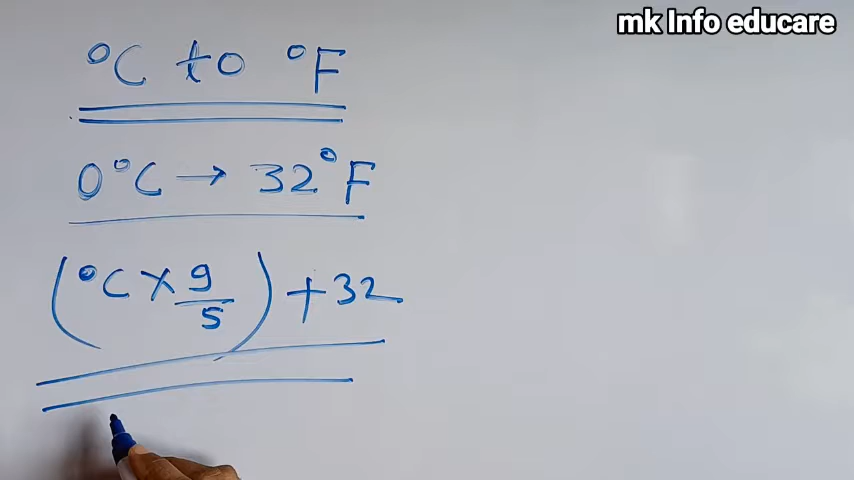 mk Info educare
°C to °F
0°C → 32°F
(°C × 9/5) + 32